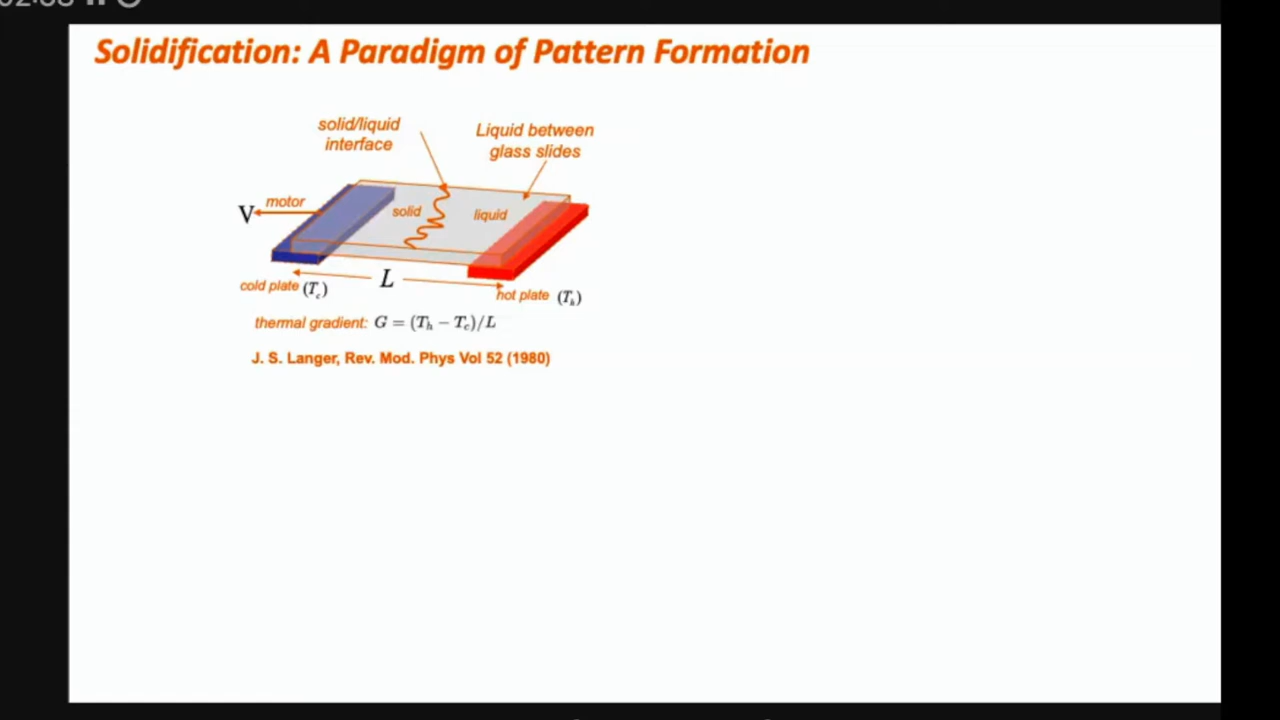 Solidification: A Paradigm of Pattern Formation
solid/liquid
interface
Liquid between
glass slides
V
motor
solid
liquid
L
cold plate (T_c)
hot plate (T_h)
thermal gradient: G = (T_h − T_c)/L
J. S. Langer, Rev. Mod. Phys Vol 52 (1980)